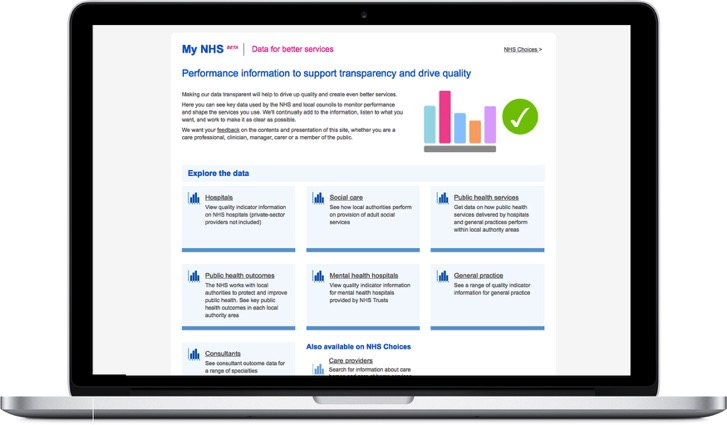 My NHS BETA Data for better services NHS Choices >
Performance information to support transparency and drive quality
Making our data transparent will help to drive up quality and create even better services.
Here you can see key data used by the NHS and local councils to monitor performance
and shape the services you use. We'll continually add to the information, listen to what you
want, and work to make it as clear as possible.
We want your feedback on the contents and presentation of this site, whether you are a
care professional, clinician, manager, carer or a member of the public.
Explore the data
Hospitals
View quality indicator information
on NHS hospitals (private-sector
providers not included)
Social care
See how local authorities perform
on provision of adult social
services
Public health services
Get data on how public health
services delivered by hospitals
and general practices perform
within local authority areas
Public health outcomes
The NHS works with local
authorities to protect and improve
public health. See key public
health outcomes in each local
authority area
Mental health hospitals
View quality indicator information
for mental health hospitals
provided by NHS Trusts
General practice
See a range of quality indicator
information for general practice
Consultants
See consultant outcome data for
a range of specialties
Also available on NHS Choices
Care providers
Search for information about care